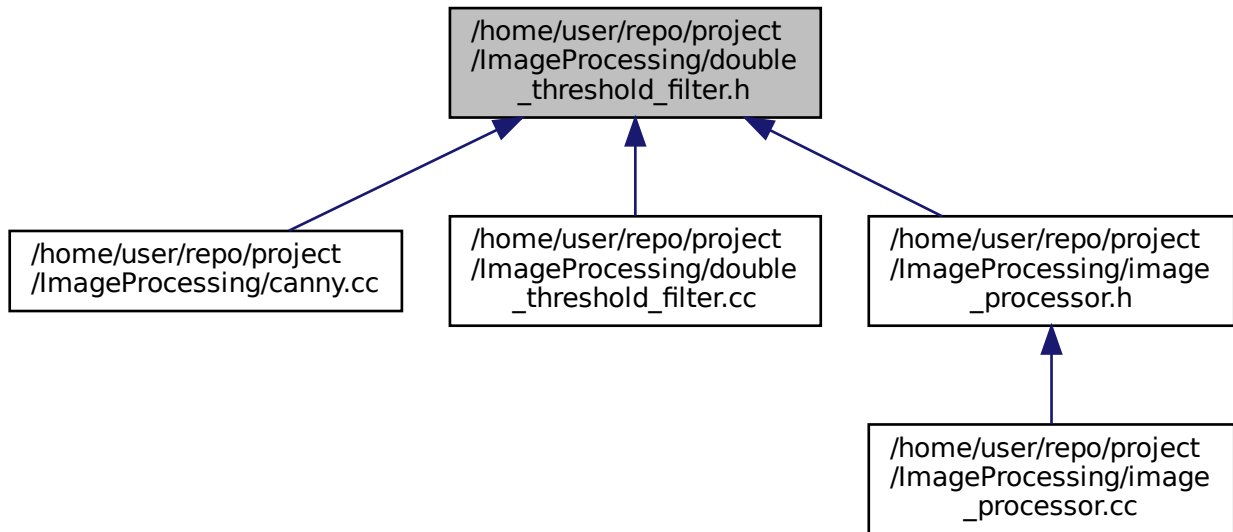 /home/user/repo/project
/ImageProcessing/double
_threshold_filter.h
/home/user/repo/project
/ImageProcessing/canny.cc
/home/user/repo/project
/ImageProcessing/double
_threshold_filter.cc
/home/user/repo/project
/ImageProcessing/image
_processor.h
/home/user/repo/project
/ImageProcessing/image
_processor.cc